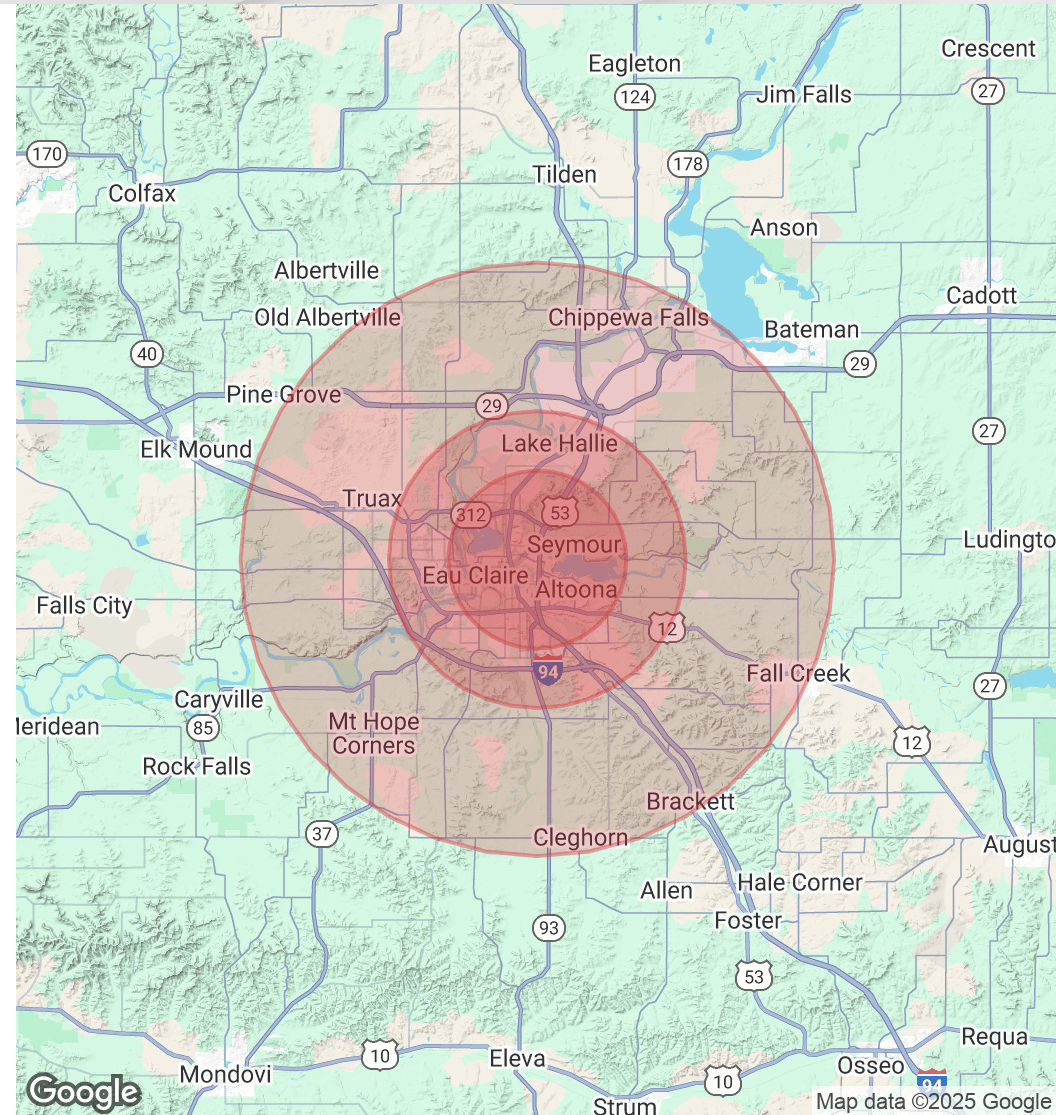 Crescent
Eagleton
27
124
Jim Falls
170
178
Tilden
Colfax
Anson
Albertville
Cadott
Old Albertville
Chippewa Falls
Bateman
40
29
Pine Grove
29
27
Lake Hallie
Elk Mound
Truax
312
53
Seymour
Ludingto
Eau Claire
Altoona
Falls City
12
94
Fall Creek
27
Caryville
Meridean
85
Mt Hope
Corners
12
Rock Falls
Brackett
37
Cleghorn
August
Allen
Hale Corner
Foster
93
53
Requa
10
Eleva
Osseo
Mondovi
10
94
Google
Strum
Map data ©2025 Google